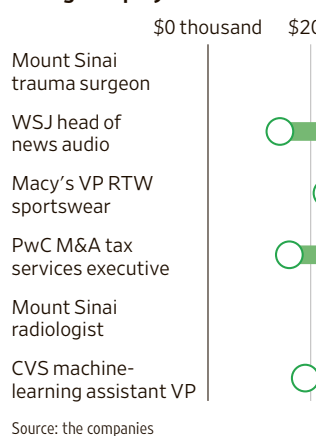 $0 thousand $20
Mount Sinai
trauma surgeon
WSJ head of
news audio
Macy's VP RTW
sportswear
PwC M&A tax
services executive
Mount Sinai
radiologist
CVS machine-
learning assistant VP
Source: the companies